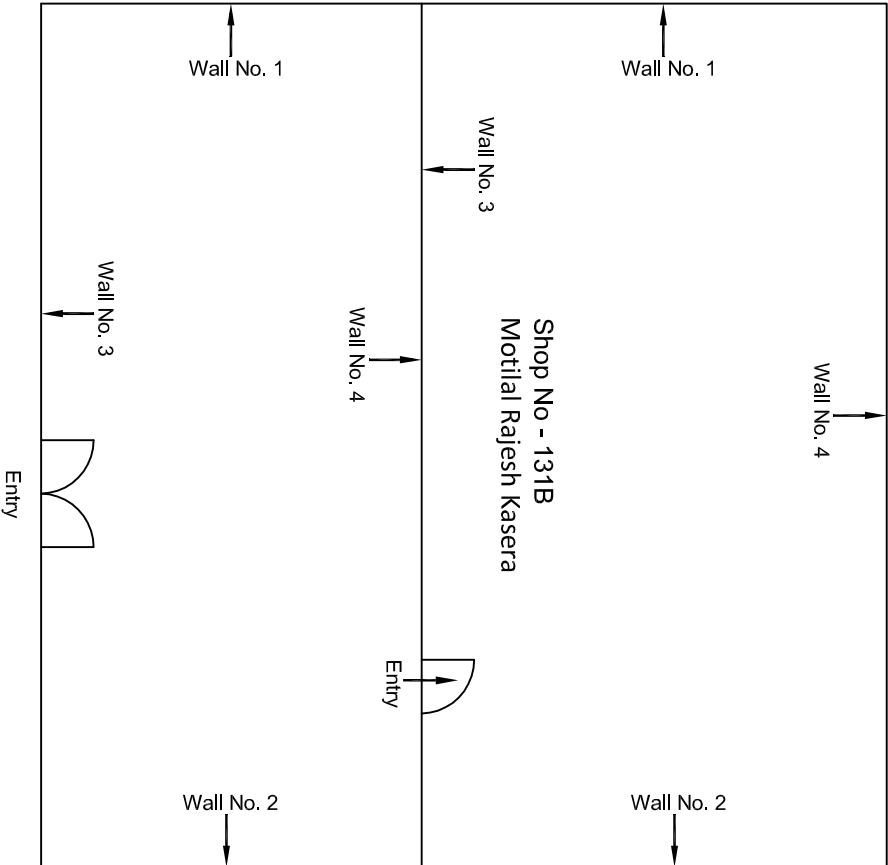 Wall No. 1
Wall No. 1
Wall No. 3
Wall No. 3
Wall No. 4
Shop No - 131B
Motilal Rajesh Kasera
Wall No. 4
Entry
Entry
Wall No. 2
Wall No. 2